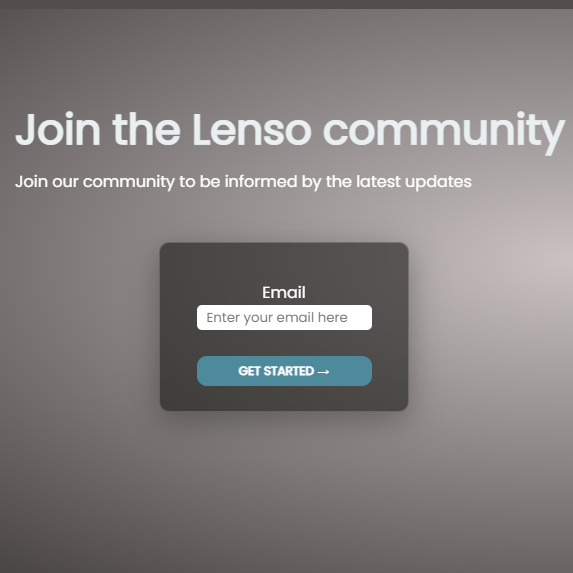 Join the Lenso community
Join our community to be informed by the latest updates
Email
Enter your email here
GET STARTED →